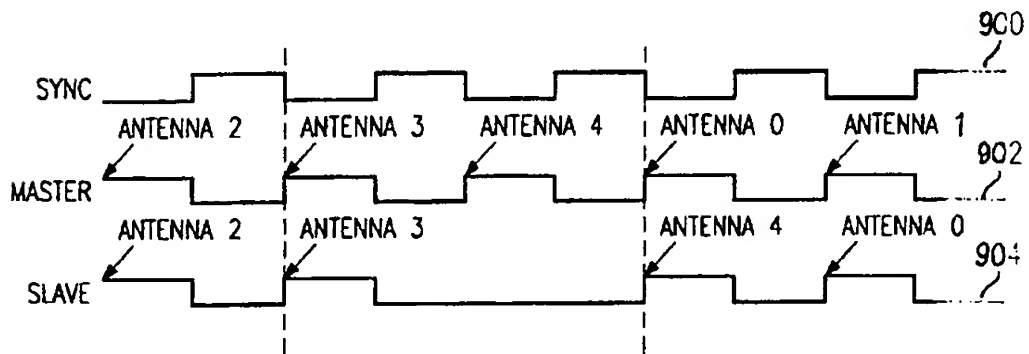 900
SYNC
ANTENNA 2 ANTENNA 3 ANTENNA 4 ANTENNA 0 ANTENNA 1
902
MASTER
ANTENNA 2 ANTENNA 3 ANTENNA 4 ANTENNA 0
904
SLAVE